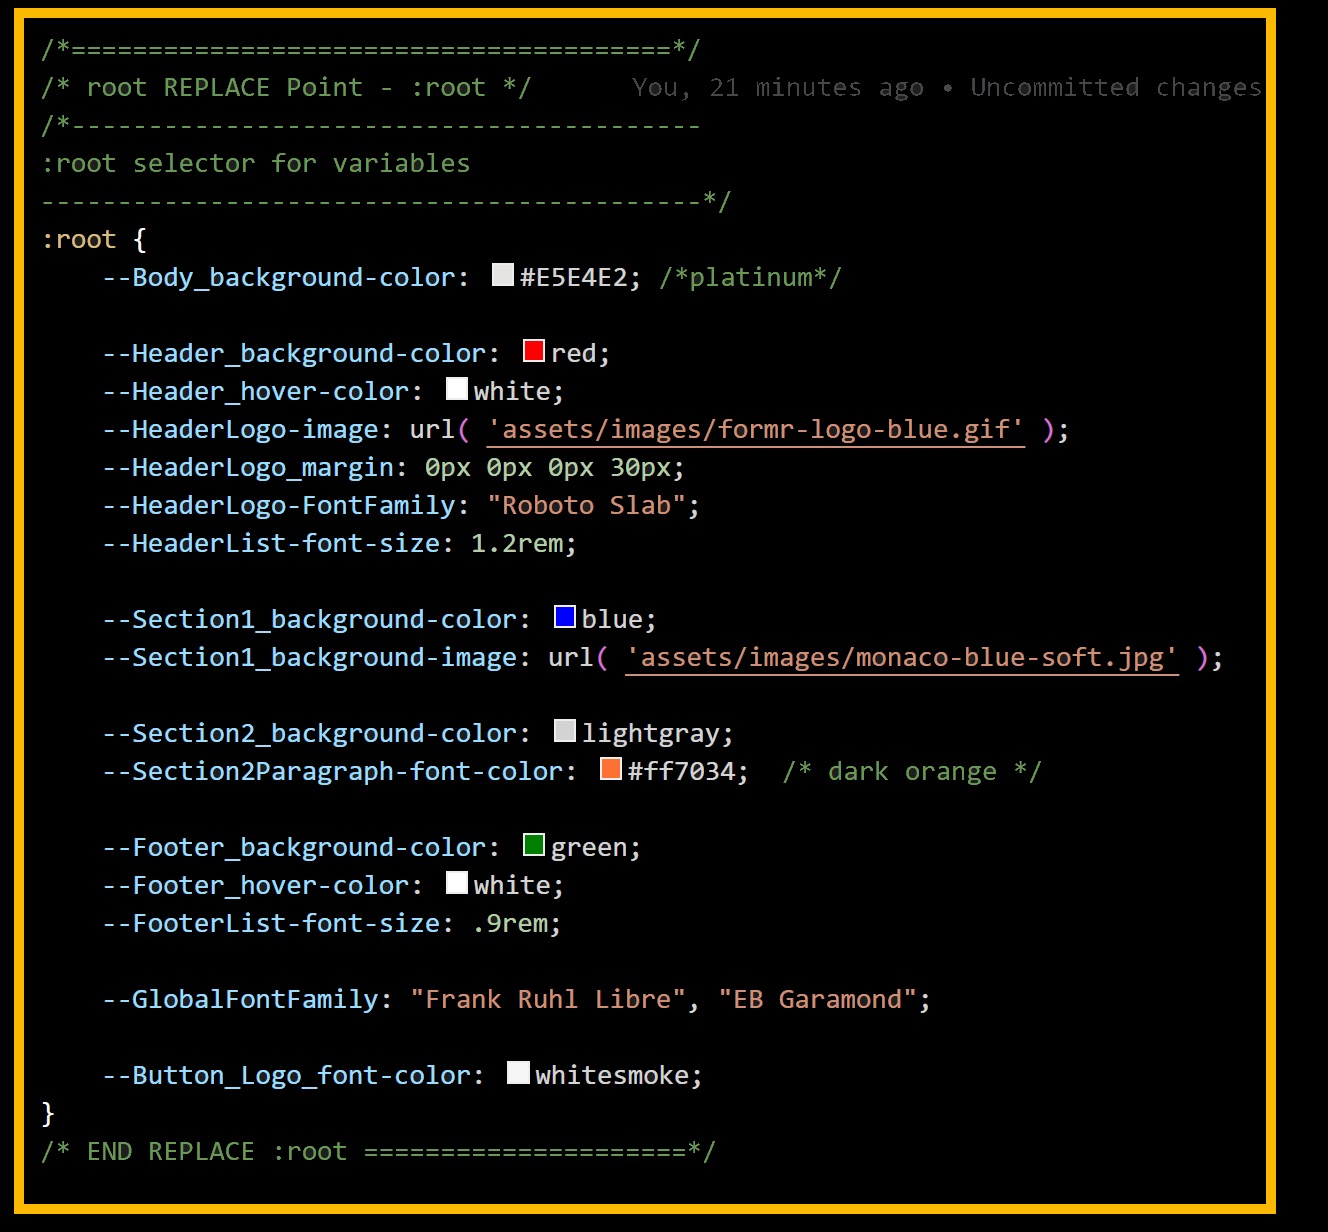 /*=======================================*/
/* root REPLACE Point - :root */ You, 21 minutes ago • Uncommitted changes
/*-----------------------------------------
:root selector for variables
-------------------------------------------*/
:root {
--Body_background-color: #E5E4E2; /*platinum*/
--Header_background-color: red;
--Header_hover-color: white;
--HeaderLogo-image: url( 'assets/images/formr-logo-blue.gif' );
--HeaderLogo_margin: 0px 0px 0px 30px;
--HeaderLogo-FontFamily: "Roboto Slab";
--HeaderList-font-size: 1.2rem;
--Section1_background-color: blue;
--Section1_background-image: url( 'assets/images/monaco-blue-soft.jpg' );
--Section2_background-color: lightgray;
--Section2Paragraph-font-color: #ff7034; /* dark orange */
--Footer_background-color: green;
--Footer_hover-color: white;
--FooterList-font-size: .9rem;
--GlobalFontFamily: "Frank Ruhl Libre", "EB Garamond";
--Button_Logo_font-color: whitesmoke;
}
/* END REPLACE :root =====================*/